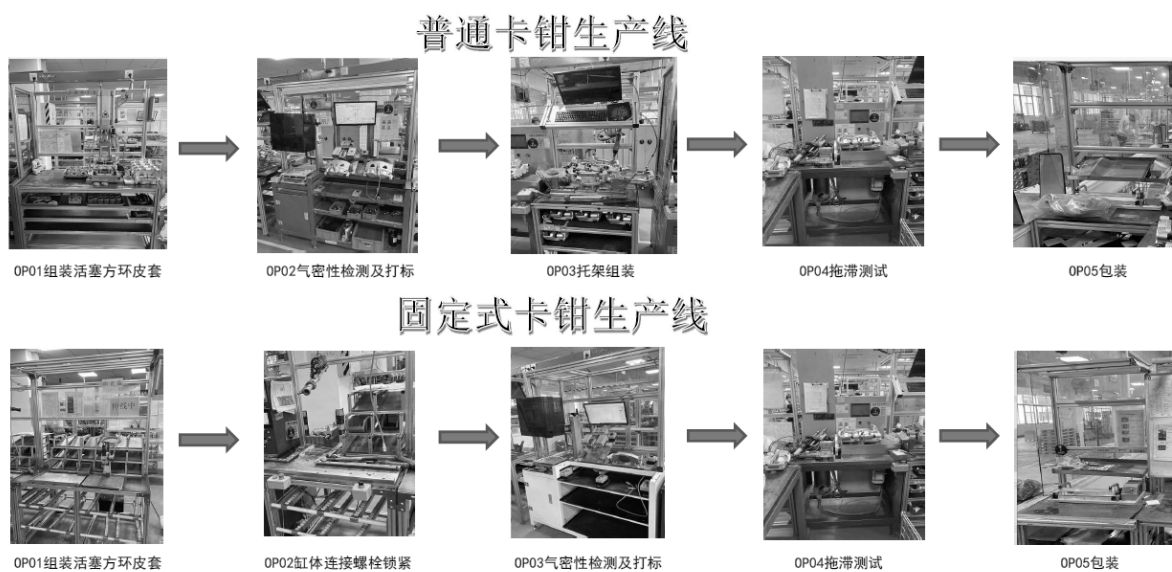 普通卡钳生产线
OP01组装活塞方环皮套
OP02气密性检测及打标
OP03托架组装
OP04拖滞测试
OP05包装
固定式卡钳生产线
OP01组装活塞方环皮套
OP02缸体连接螺栓锁紧
OP03气密性检测及打标
OP04拖滞测试
OP05包装